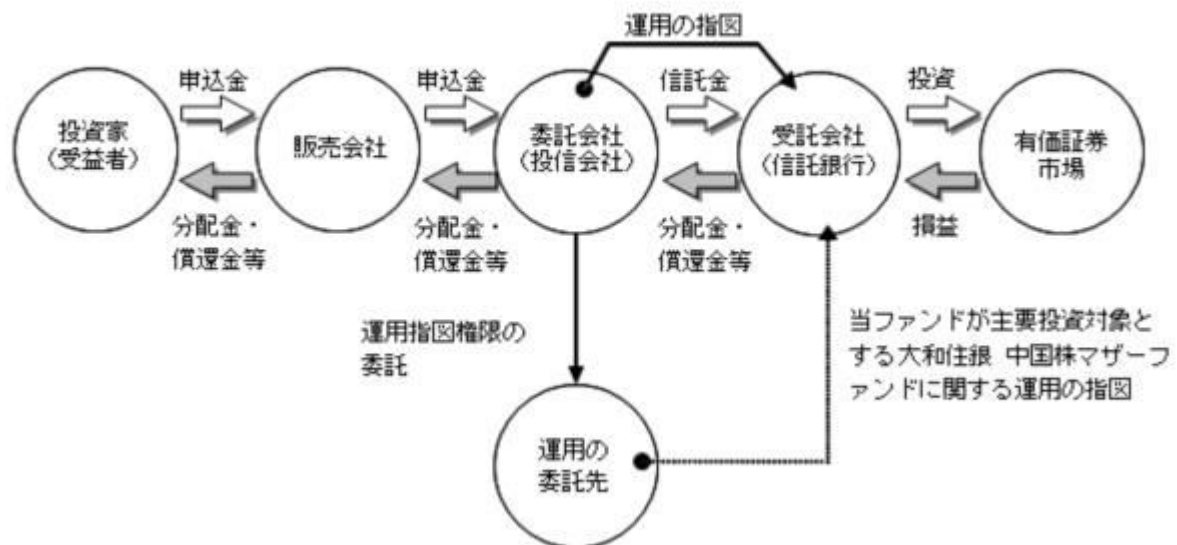 運用の指図
申込金
申込金
信託金
投資
投資家
（受益者）
販売会社
委託会社
（投信会社）
受託会社
（信託銀行）
有価証券
市場
分配金・
償還金等
分配金・
償還金等
分配金・
償還金等
損益
運用指図権限の
委託
当ファンドが主要投資対象と
する大和住銀 中国株マザーフ
ァンドに関する運用の指図
運用の
委託先